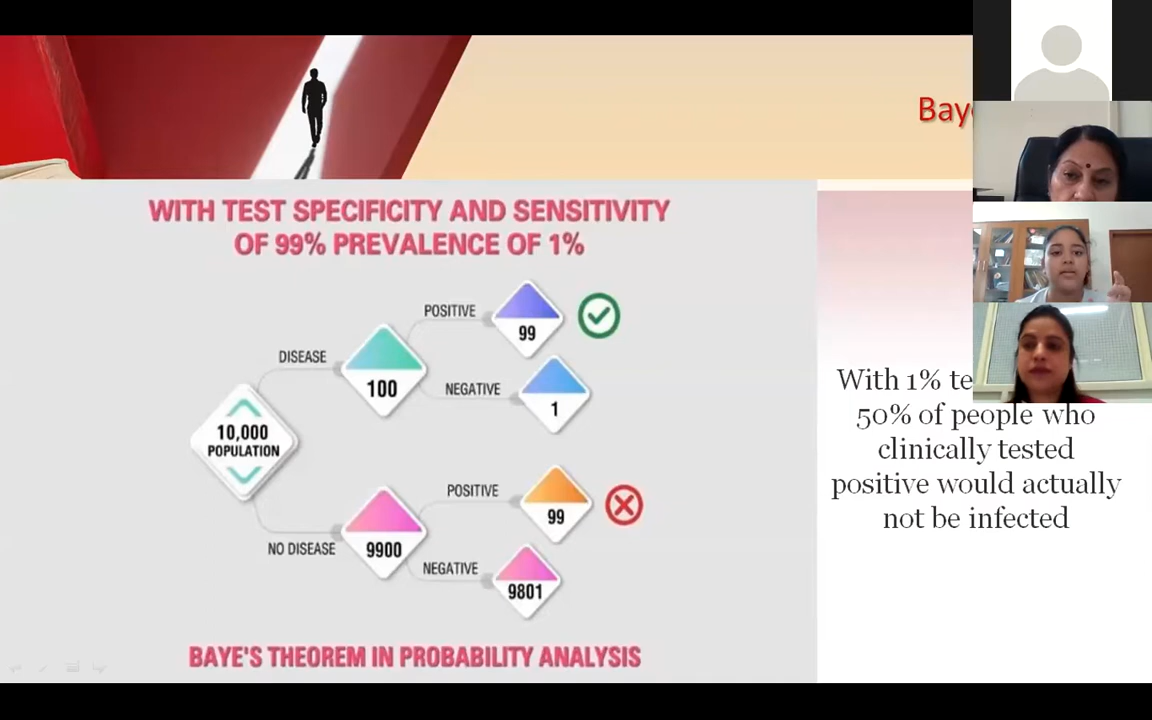 Baye
WITH TEST SPECIFICITY AND SENSITIVITY
OF 99% PREVALENCE OF 1%
POSITIVE
99
DISEASE
100
NEGATIVE
1
10,000
POPULATION
POSITIVE
99
NO DISEASE
9900
NEGATIVE
9801
BAYE'S THEOREM IN PROBABILITY ANALYSIS
With 1% te
50% of people who
clinically tested
positive would actually
not be infected